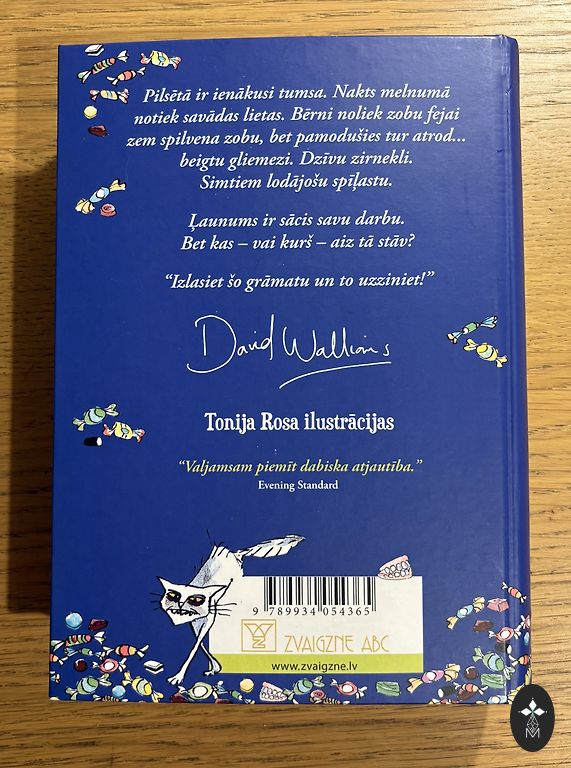 Pilsētā ir ienākusi tumsa. Nakts melnumā
notiek savādas lietas. Bērni noliek zobu fejai
zem spilvena zobu, bet pamodušies tur atrod...
beigtu gliemezi. Dzīvu zirnekli.
Simtiem lodājošu spīļastu.
Ļaunums ir sācis savu darbu.
Bet kas – vai kurš – aiz tā stāv?
“Izlasiet šo grāmatu un to uzziniet!”
David Walliams
Tonija Rosa ilustrācijas
“Valjamsam piemīt dabiska atjautība.”
Evening Standard
9 789934 054365
ZVAIGZNE ABC
www.zvaigzne.lv